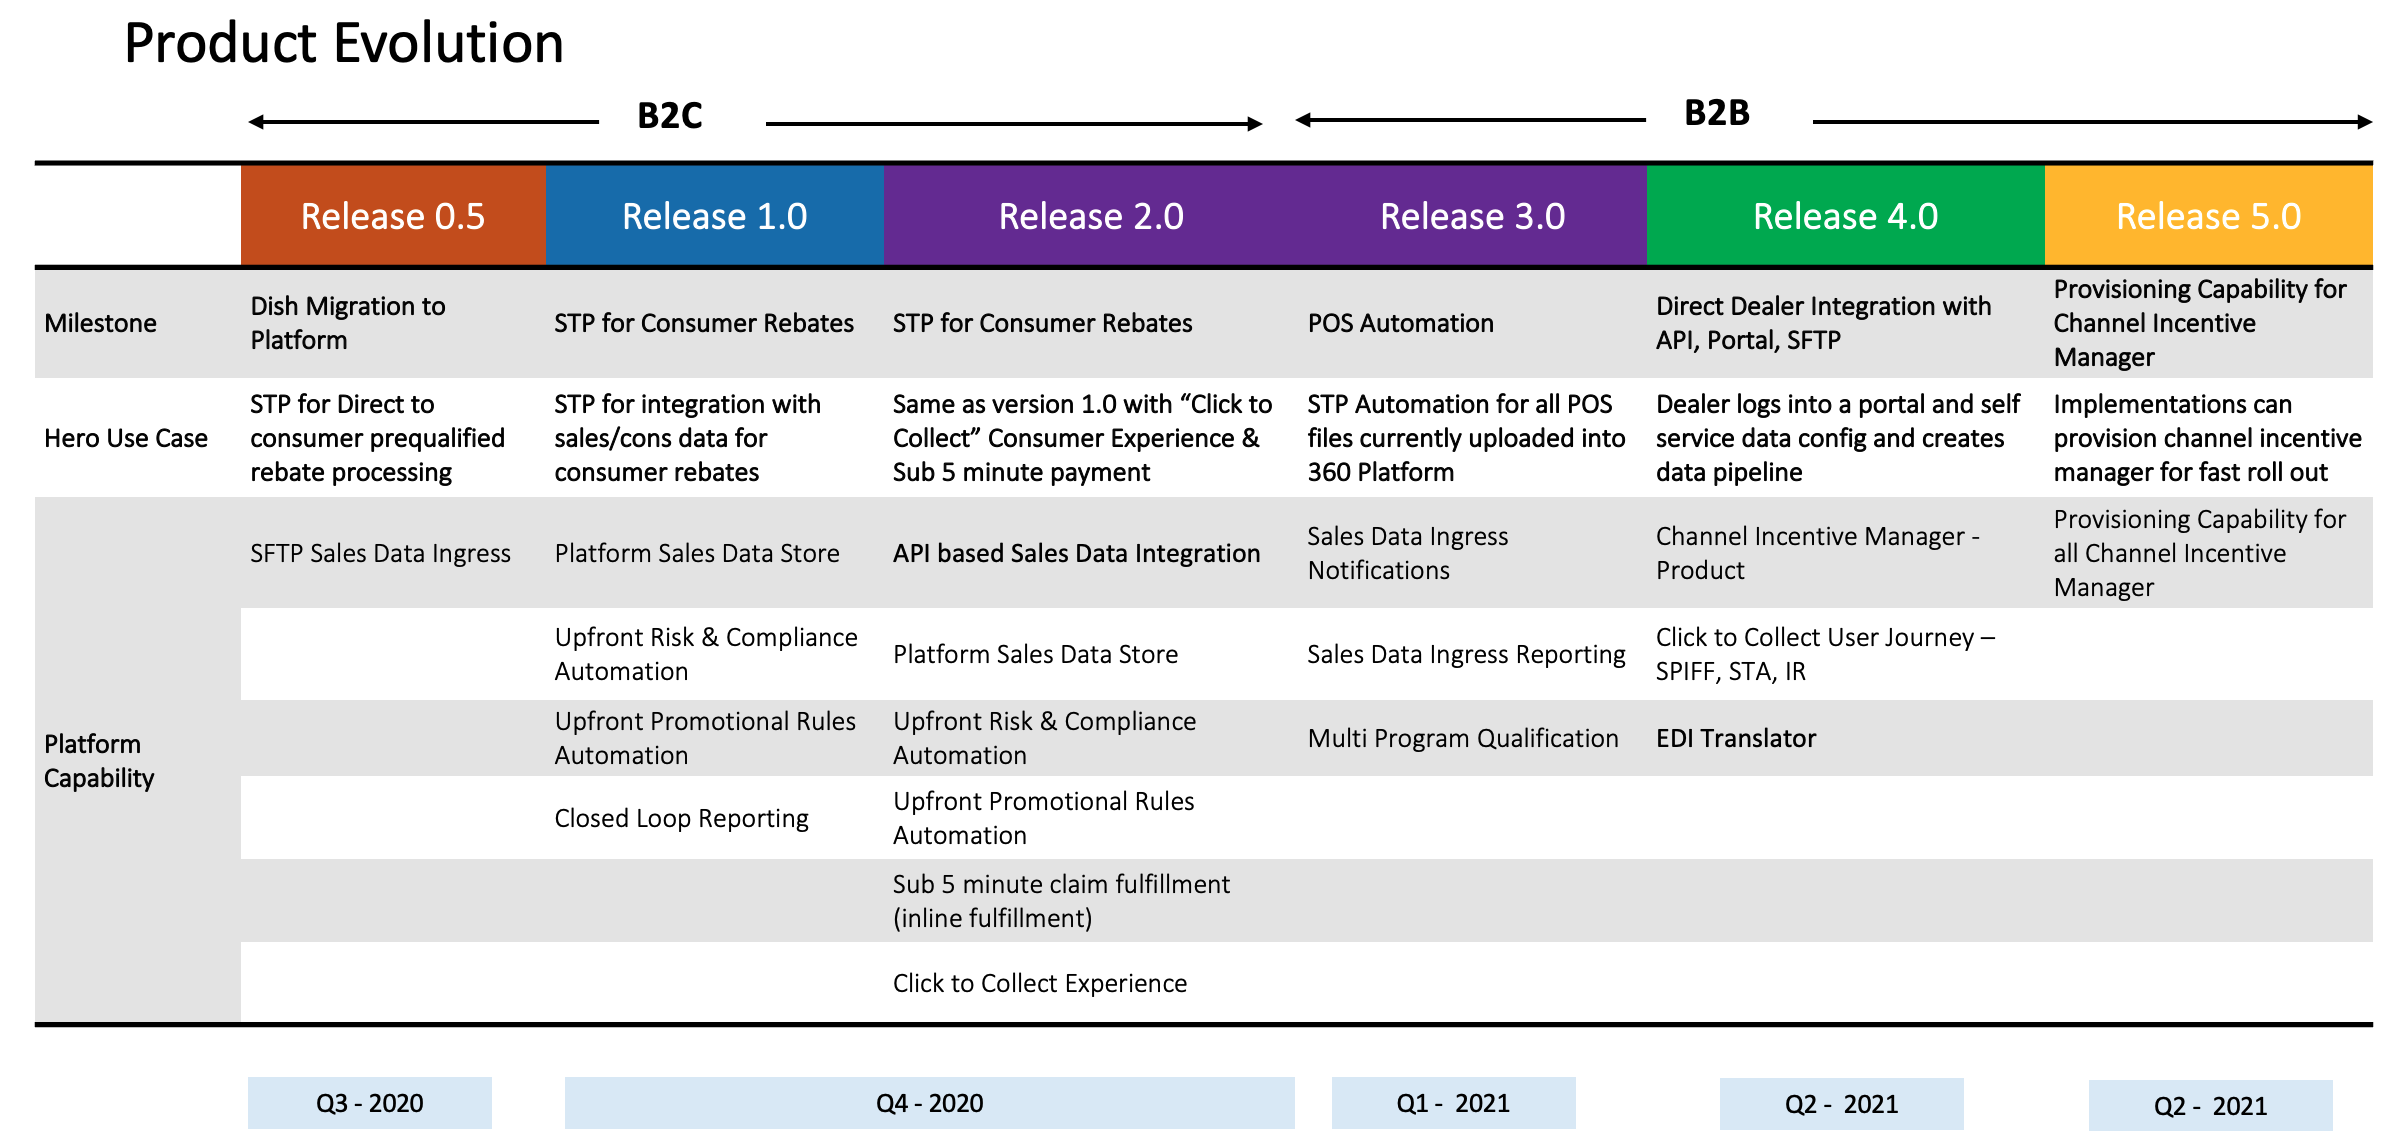 Product Evolution
B2C
B2B
Release 0.5
Release 1.0
Release 2.0
Release 3.0
Release 4.0
Release 5.0
Milestone
Dish Migration to
Platform
STP for Consumer Rebates
STP for Consumer Rebates
POS Automation
Direct Dealer Integration with
API, Portal, SFTP
Provisioning Capability for
Channel Incentive
Manager
Hero Use Case
STP for Direct to
consumer prequalified
rebate processing
STP for integration with
sales/cons data for
consumer rebates
Same as version 1.0 with “Click to
Collect” Consumer Experience &
Sub 5 minute payment
STP Automation for all POS
files currently uploaded into
360 Platform
Dealer logs into a portal and self
service data config and creates
data pipeline
Implementations can
provision channel incentive
manager for fast roll out
Platform
Capability
SFTP Sales Data Ingress
Platform Sales Data Store
API based Sales Data Integration
Sales Data Ingress
Notifications
Channel Incentive Manager -
Product
Provisioning Capability for
all Channel Incentive
Manager
Upfront Risk & Compliance
Automation
Platform Sales Data Store
Sales Data Ingress Reporting
Click to Collect User Journey –
SPIFF, STA, IR
Upfront Promotional Rules
Automation
Upfront Risk & Compliance
Automation
Multi Program Qualification
EDI Translator
Closed Loop Reporting
Upfront Promotional Rules
Automation
Sub 5 minute claim fulfillment
(inline fulfillment)
Click to Collect Experience
Q3 - 2020
Q4 - 2020
Q1 - 2021
Q2 - 2021
Q2 - 2021